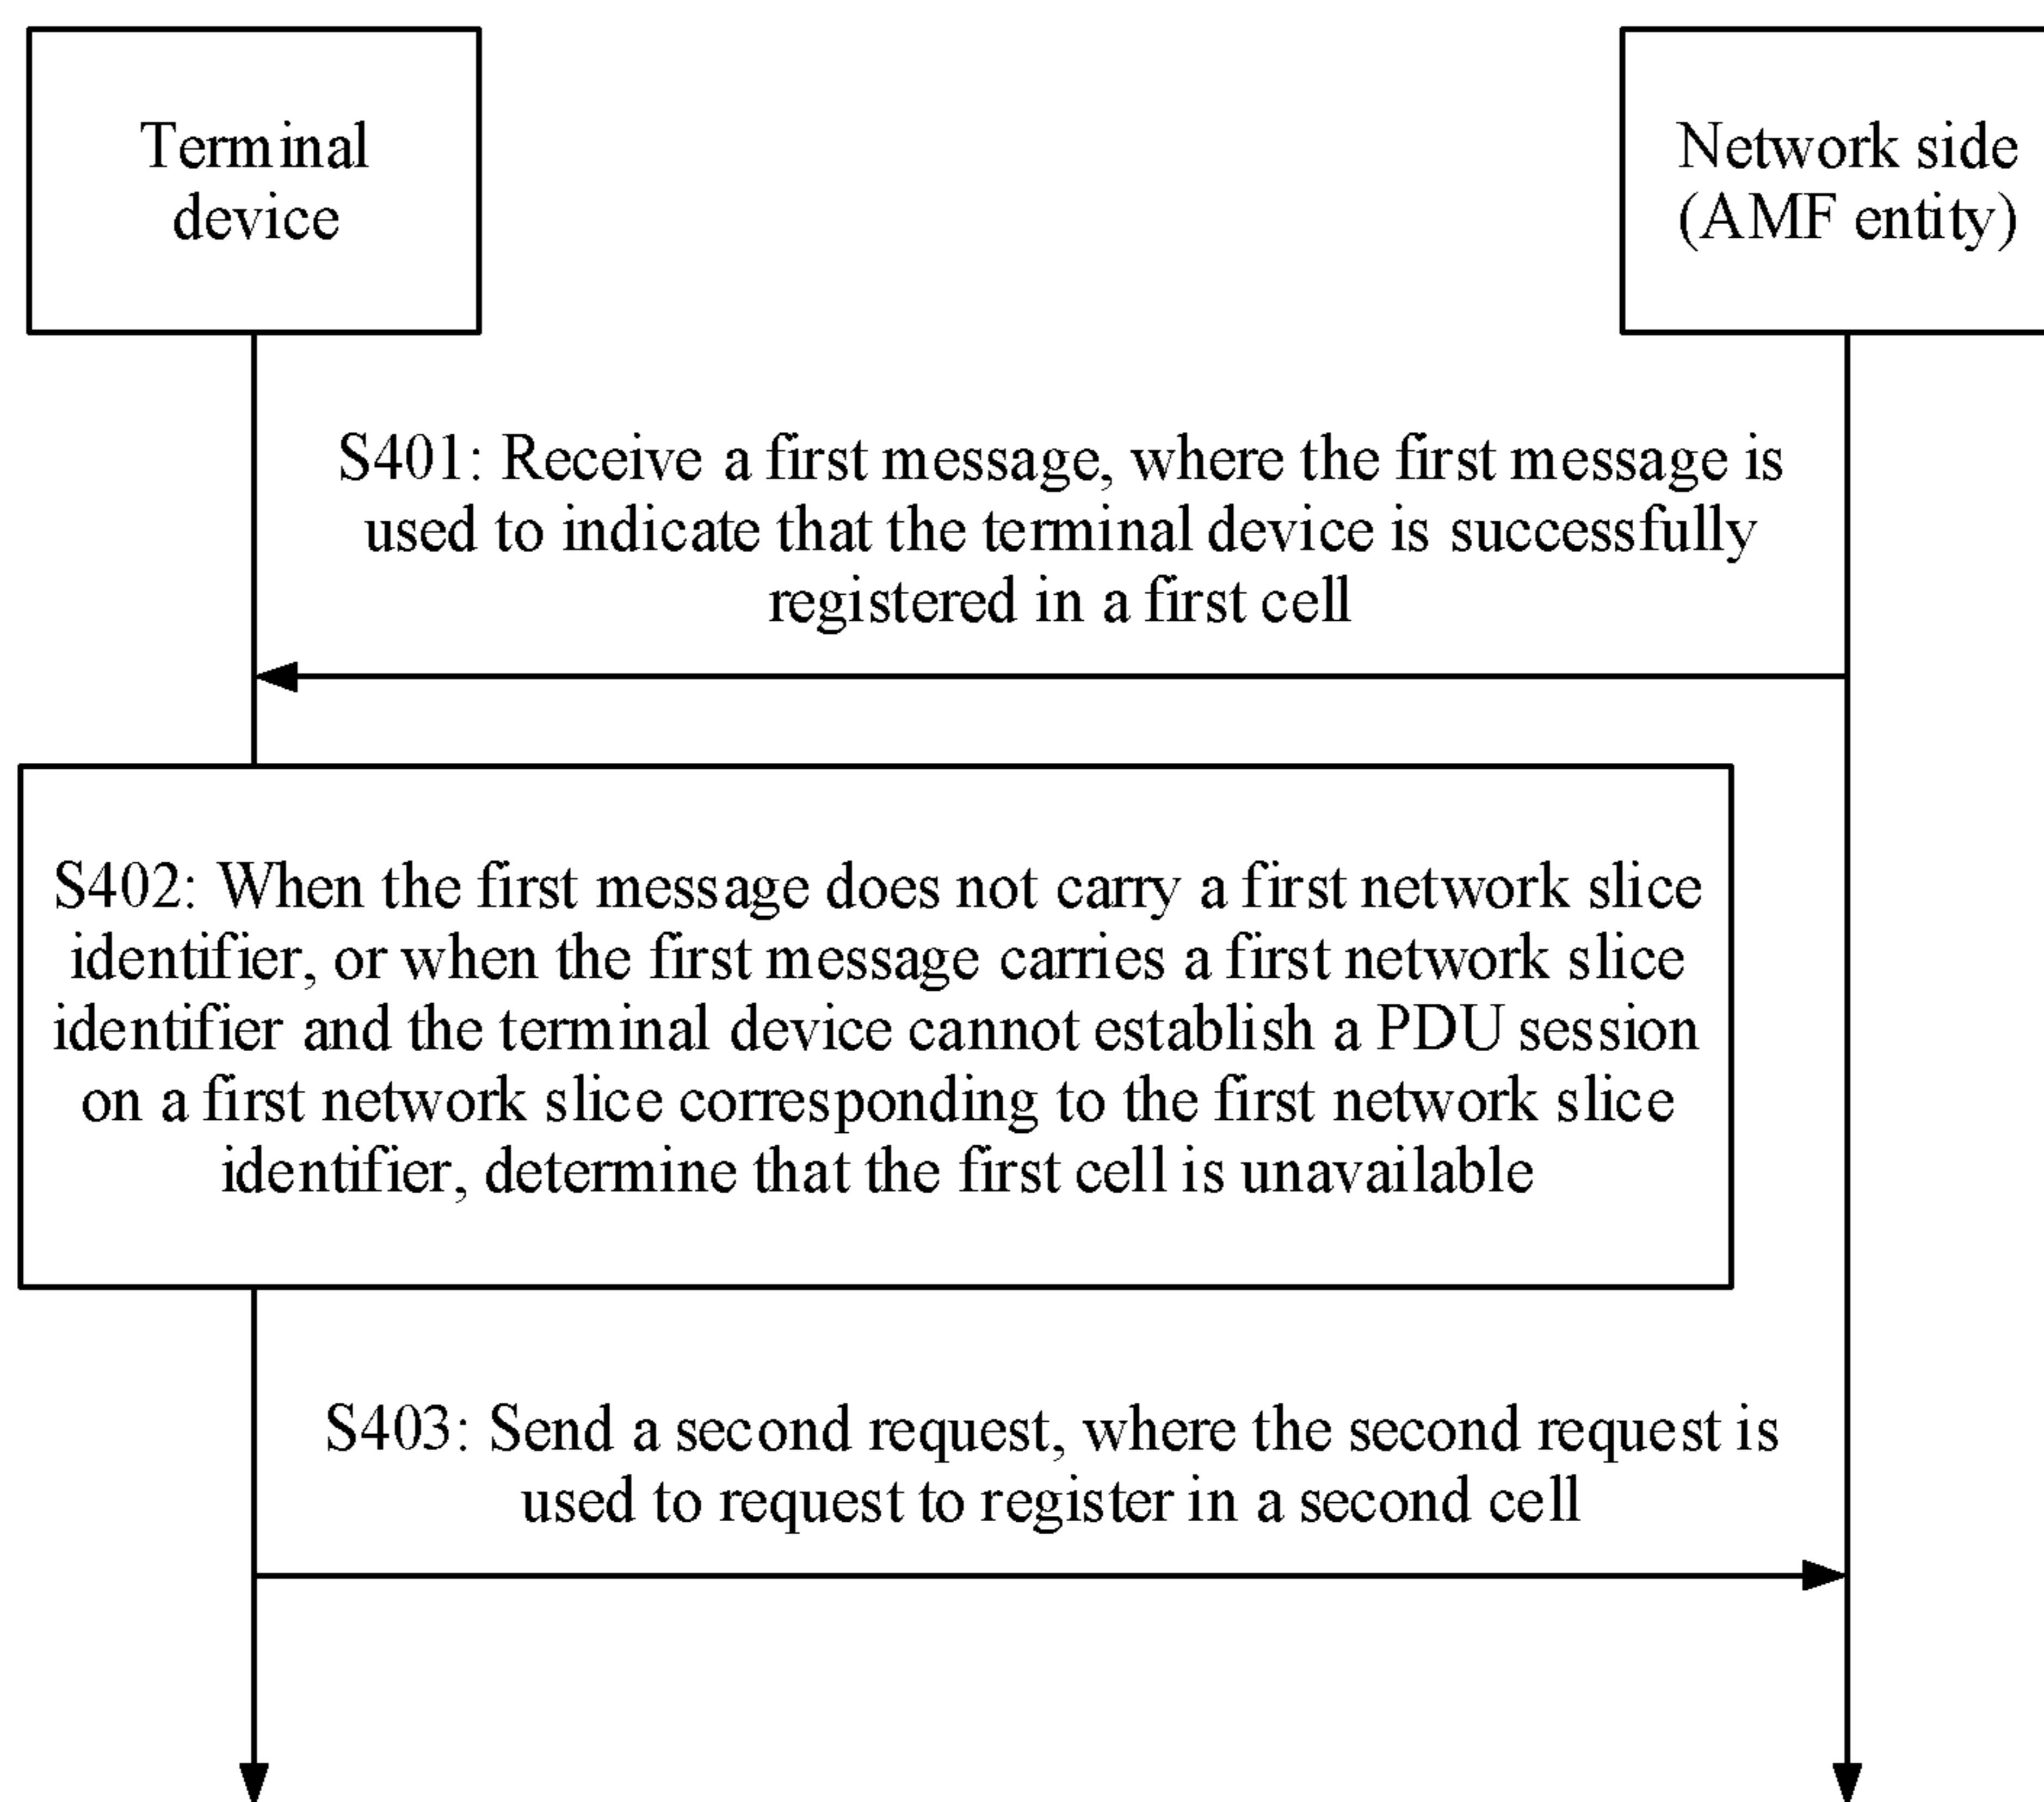 Terminal
device
Network side
(AMF entity)
S401: Receive a first message, where the first message is
used to indicate that the terminal device is successfully
registered in a first cell
S402: When the first message does not carry a first network slice
identifier, or when the first message carries a first network slice
identifier and the terminal device cannot establish a PDU session
on a first network slice corresponding to the first network slice
identifier, determine that the first cell is unavailable
S403: Send a second request, where the second request is
used to request to register in a second cell